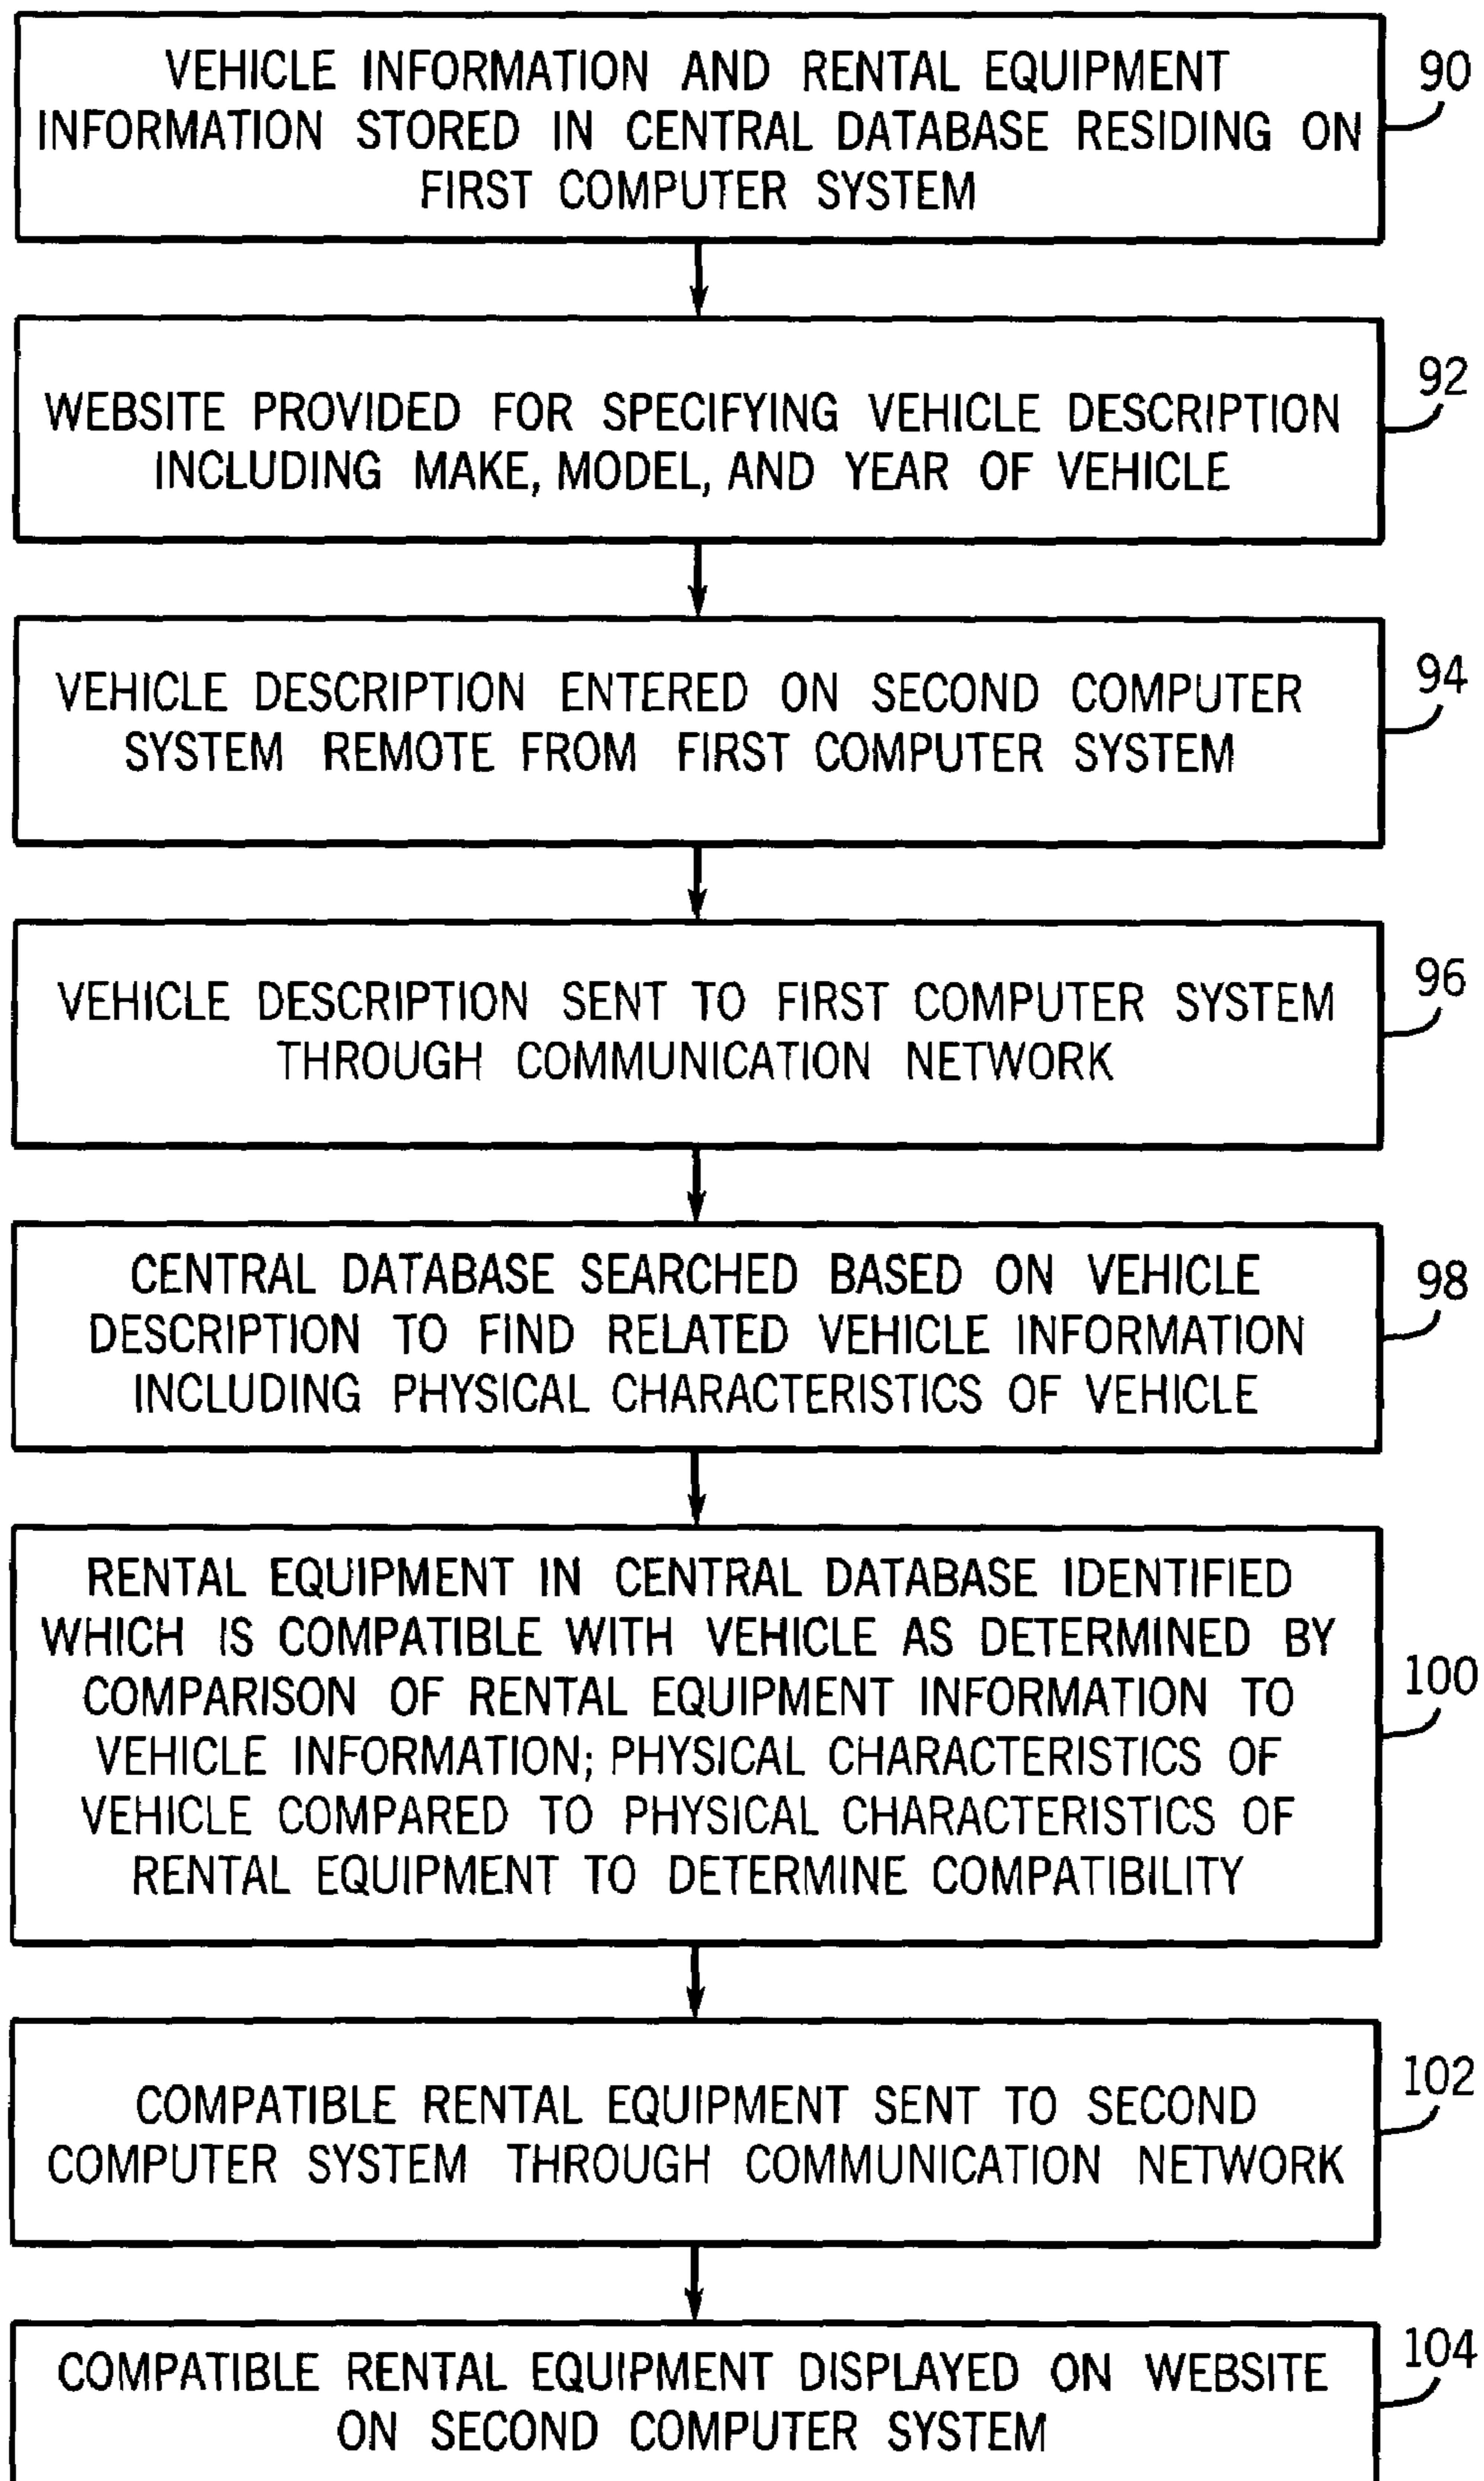 VEHICLE INFORMATION AND RENTAL EQUIPMENT
INFORMATION STORED IN CENTRAL DATABASE RESIDING ON
FIRST COMPUTER SYSTEM
90
WEBSITE PROVIDED FOR SPECIFYING VEHICLE DESCRIPTION
INCLUDING MAKE, MODEL, AND YEAR OF VEHICLE
92
VEHICLE DESCRIPTION ENTERED ON SECOND COMPUTER
SYSTEM REMOTE FROM FIRST COMPUTER SYSTEM
94
VEHICLE DESCRIPTION SENT TO FIRST COMPUTER SYSTEM
THROUGH COMMUNICATION NETWORK
96
CENTRAL DATABASE SEARCHED BASED ON VEHICLE
DESCRIPTION TO FIND RELATED VEHICLE INFORMATION
INCLUDING PHYSICAL CHARACTERISTICS OF VEHICLE
98
RENTAL EQUIPMENT IN CENTRAL DATABASE IDENTIFIED
WHICH IS COMPATIBLE WITH VEHICLE AS DETERMINED BY
COMPARISON OF RENTAL EQUIPMENT INFORMATION TO
VEHICLE INFORMATION; PHYSICAL CHARACTERISTICS OF
VEHICLE COMPARED TO PHYSICAL CHARACTERISTICS OF
RENTAL EQUIPMENT TO DETERMINE COMPATIBILITY
100
COMPATIBLE RENTAL EQUIPMENT SENT TO SECOND
COMPUTER SYSTEM THROUGH COMMUNICATION NETWORK
102
COMPATIBLE RENTAL EQUIPMENT DISPLAYED ON WEBSITE
ON SECOND COMPUTER SYSTEM
104